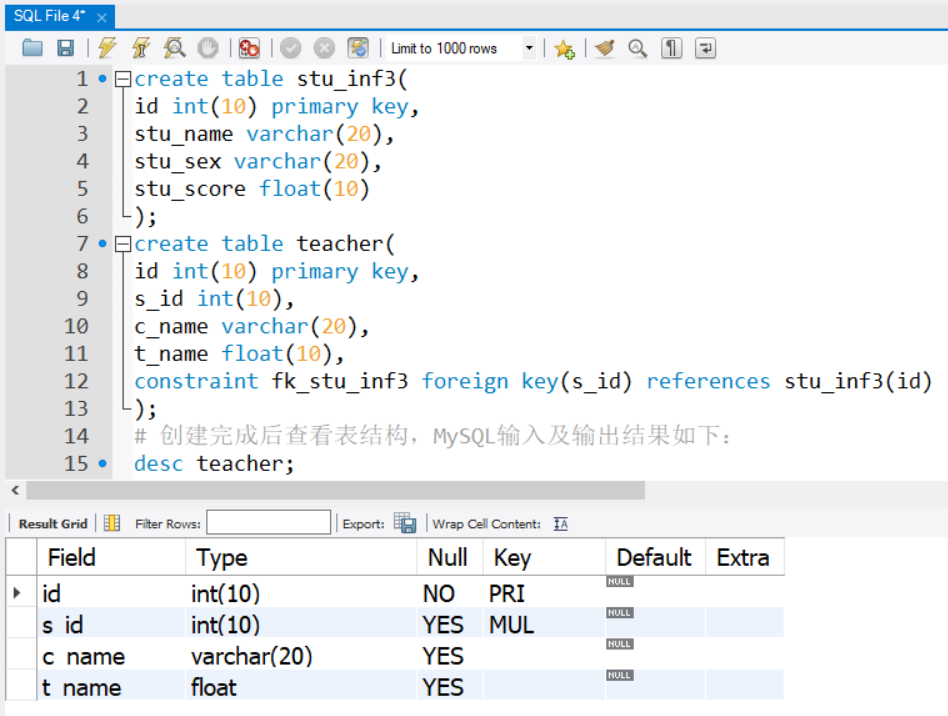 SQL File 4*
Limit to 1000 rows
1 create table stu_inf3(
2 id int(10) primary key,
3 stu_name varchar(20),
4 stu_sex varchar(20),
5 stu_score float(10)
6 );
7 create table teacher(
8 id int(10) primary key,
9 s_id int(10),
10 c_name varchar(20),
11 t_name float(10),
12 constraint fk_stu_inf3 foreign key(s_id) references stu_inf3(id)
13 );
14 # 创建完成后查看表结构，MySQL输入及输出结果如下：
15 desc teacher;
Result Grid Filter Rows: Export: Wrap Cell Content: IA
Field Type Null Key Default Extra
id int(10) NO PRI NULL
s_id int(10) YES MUL NULL
c_name varchar(20) YES NULL
t_name float YES NULL